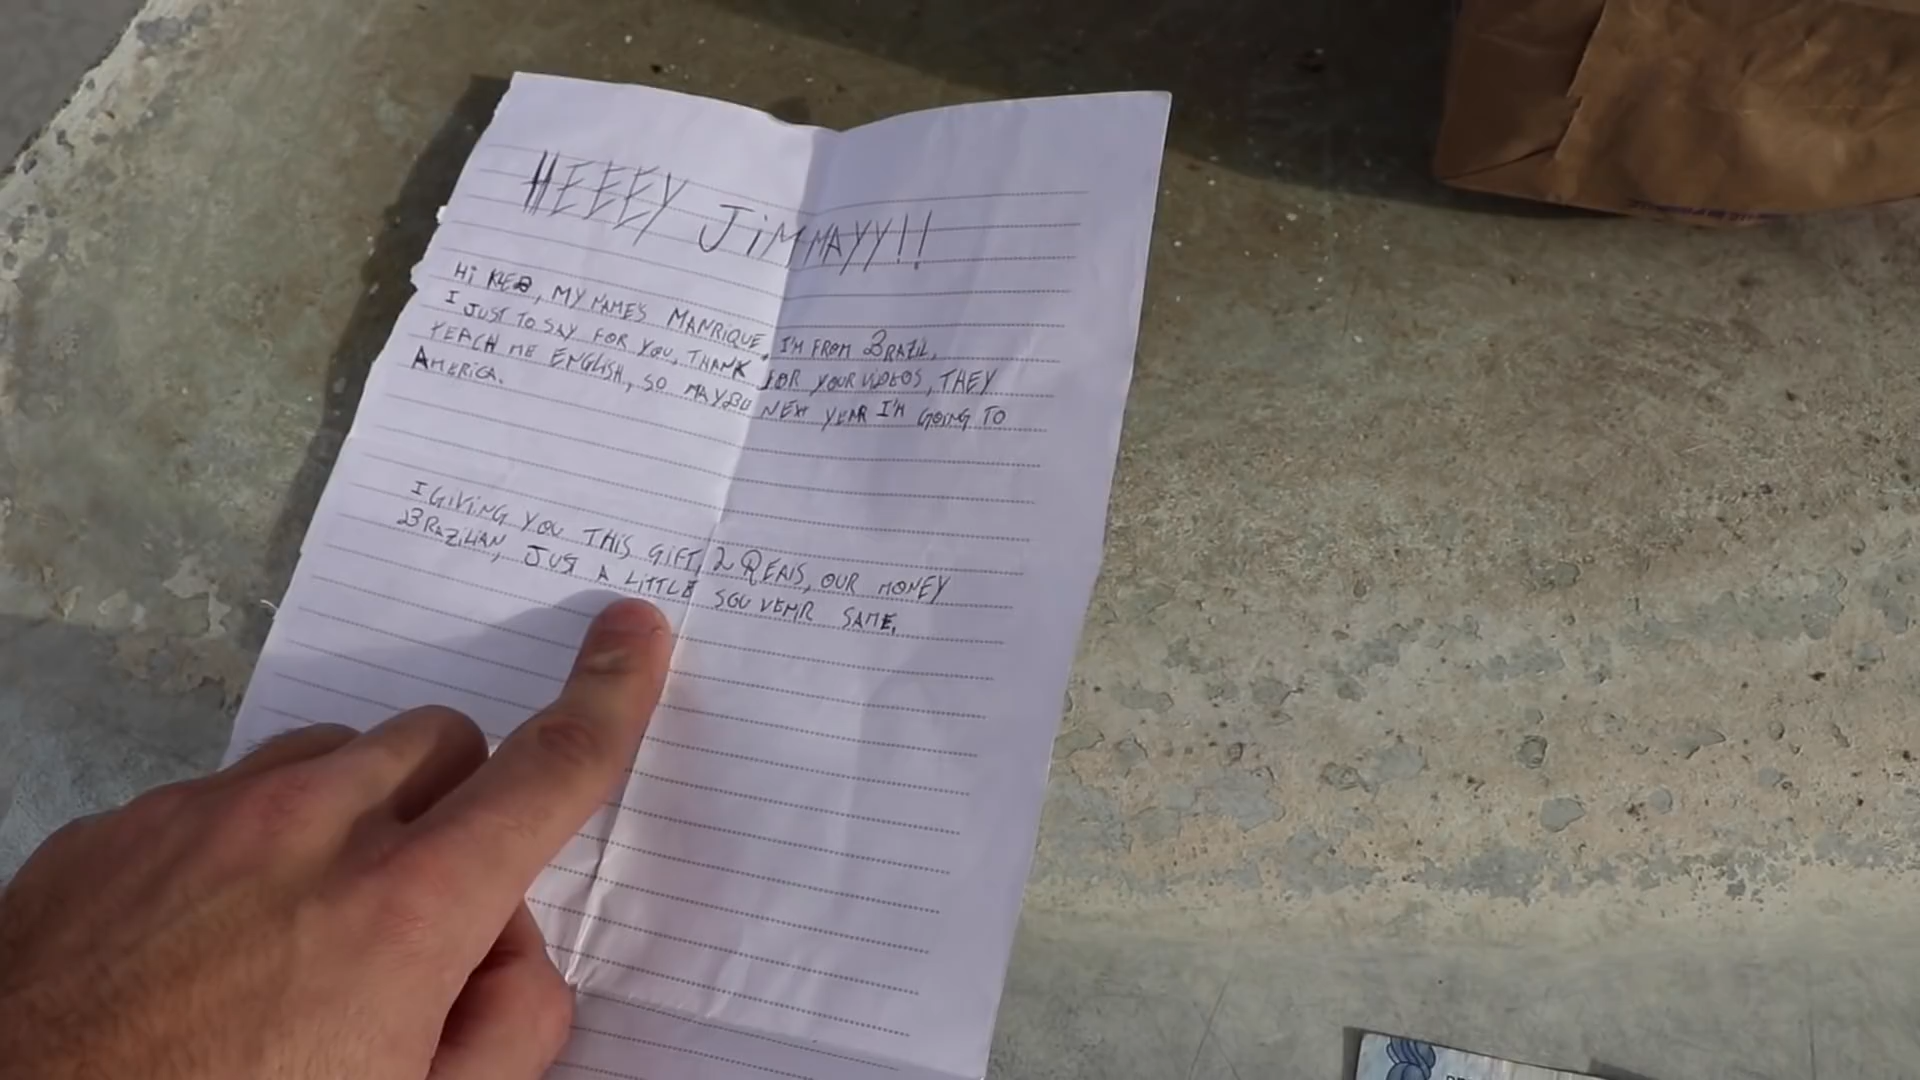 HEEEY JiMMAYY!!
Hi, MY NAMES MANRIQUE, I'M FROM BRAZIL.
I JUST TO SAY FOR YOU, THANK FOR YOUR ViDEOS, THEY
TEACH ME ENGLISH, SO MAYBE NEW YEAR I'M GOING TO
AMERICA.
I GIVING YOU THIS GIFT, 2 REAIS, OUR MONEY
BRAZILIAN, JUST A LITTLE SOUVENIR SAME.